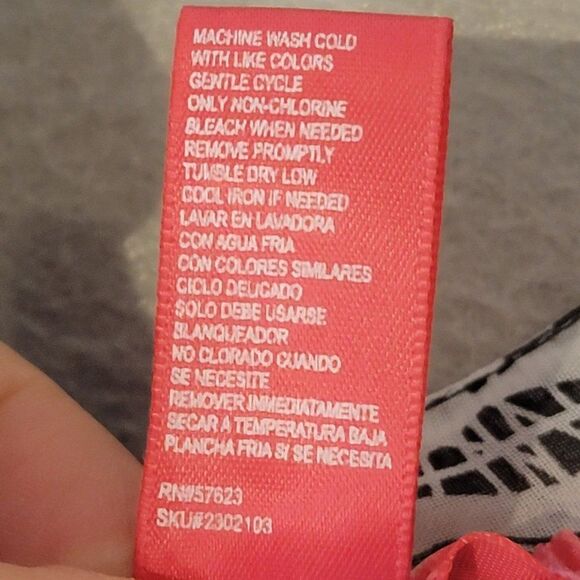 MACHINE WASH COLD
WITH LIKE COLORS
GENTLE CYCLE
ONLY NON-CHLORINE
BLEACH WHEN NEEDED
REMOVE PROMPTLY
TUMBLE DRY LOW
COOL IRON IF NEEDED
LAVAR EN LAVADORA
CON AGUA FRIA
CON COLORES SIMILARES
CICLO DELICADO
SOLO DEBE USARSE
BLANQUEADOR
NO CLORADO CUANDO
SE NECESITE
REMOVER INMEDIATAMENTE
SECAR A TEMPERATURA BAJA
PLANCHA FRIA SI SE NECESITA
RN#57623
SKU#2302103